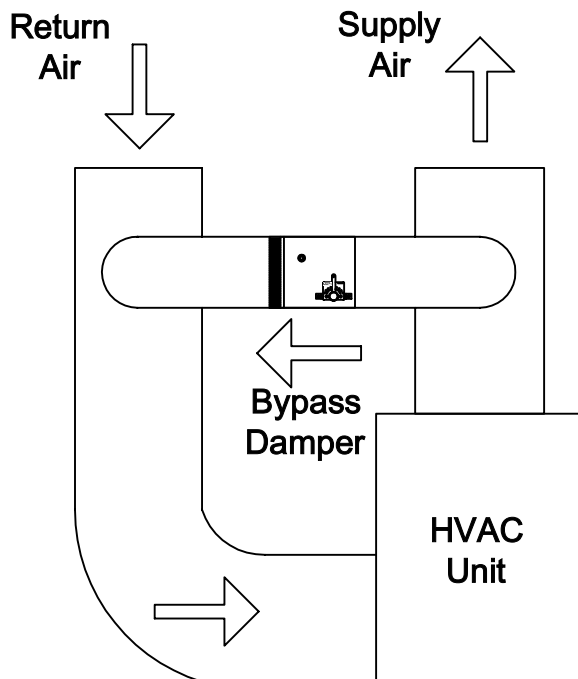 Return
Air
Supply
Air
Bypass
Damper
HVAC
Unit